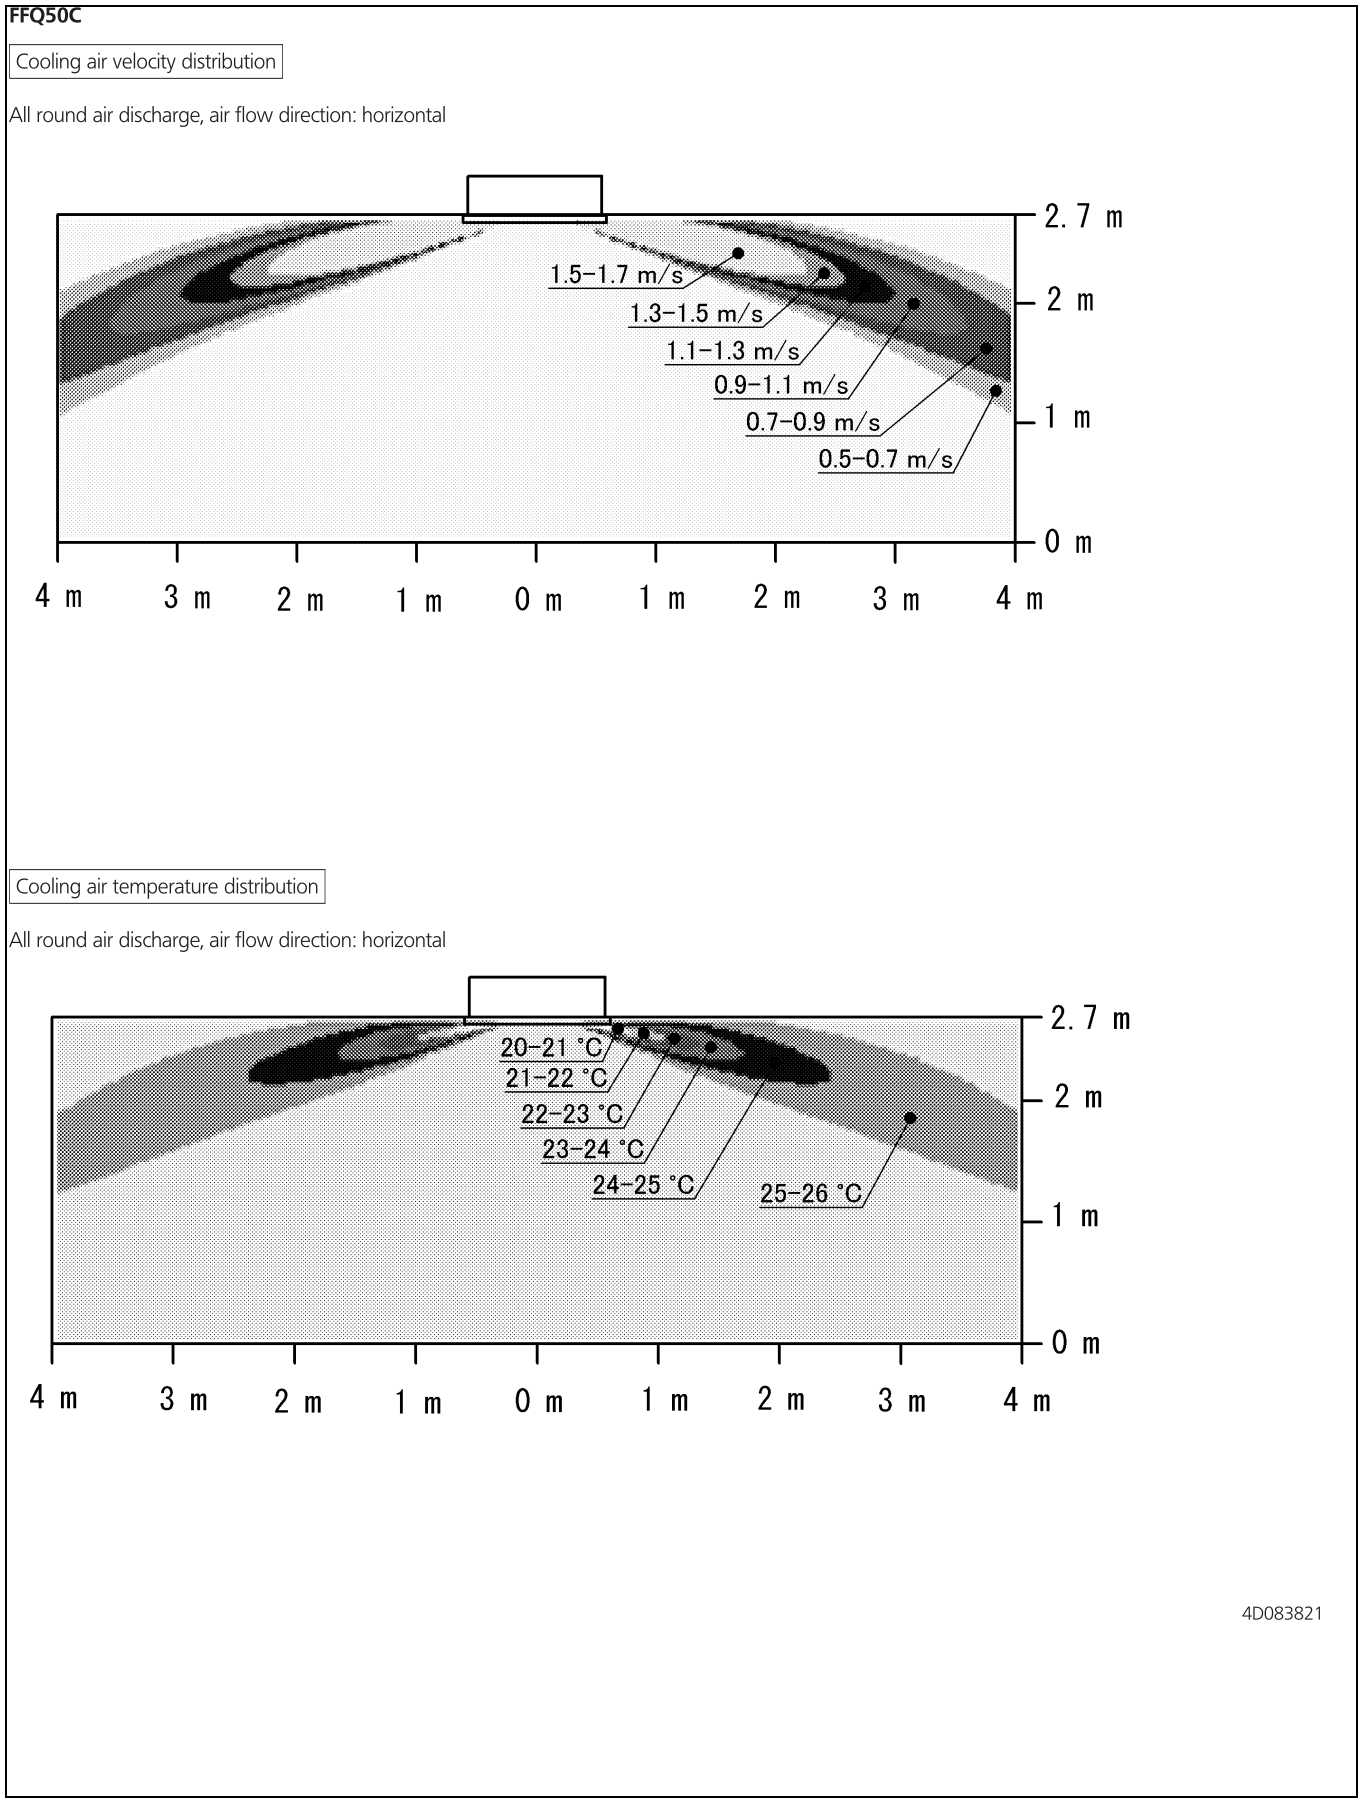 FFQ50C
Cooling air velocity distribution
All round air discharge, air flow direction: horizontal
2.7 m
1.5-1.7 m/s
2 m
1.3-1.5 m/s
1.1-1.3 m/s
0.9-1.1 m/s
0.7-0.9 m/s
1 m
0.5-0.7 m/s
0 m
4 m 3 m 2 m 1 m 0 m 1 m 2 m 3 m 4 m
Cooling air temperature distribution
All round air discharge, air flow direction: horizontal
2.7 m
20-21 °C
21-22 °C
2 m
22-23 °C
23-24 °C
24-25 °C
25-26 °C
1 m
0 m
4 m 3 m 2 m 1 m 0 m 1 m 2 m 3 m 4 m
4D083821